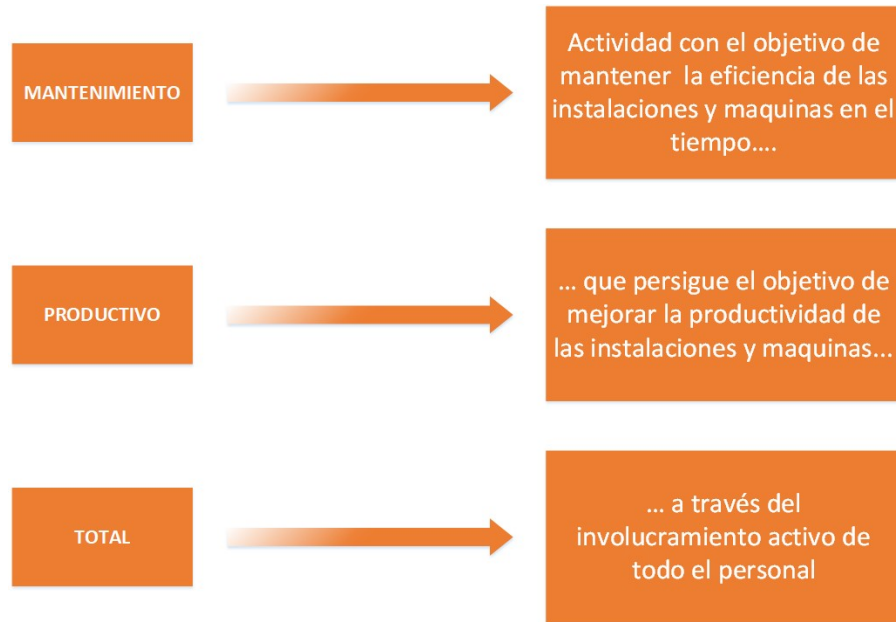 MANTENIMIENTO
Actividad con el objetivo de
mantener  la eficiencia de las
instalaciones y maquinas en el
tiempo....
PRODUCTIVO
... que persigue el objetivo de
mejorar la productividad de
las instalaciones y maquinas...
TOTAL
... a través del
involucramiento activo de
todo el personal